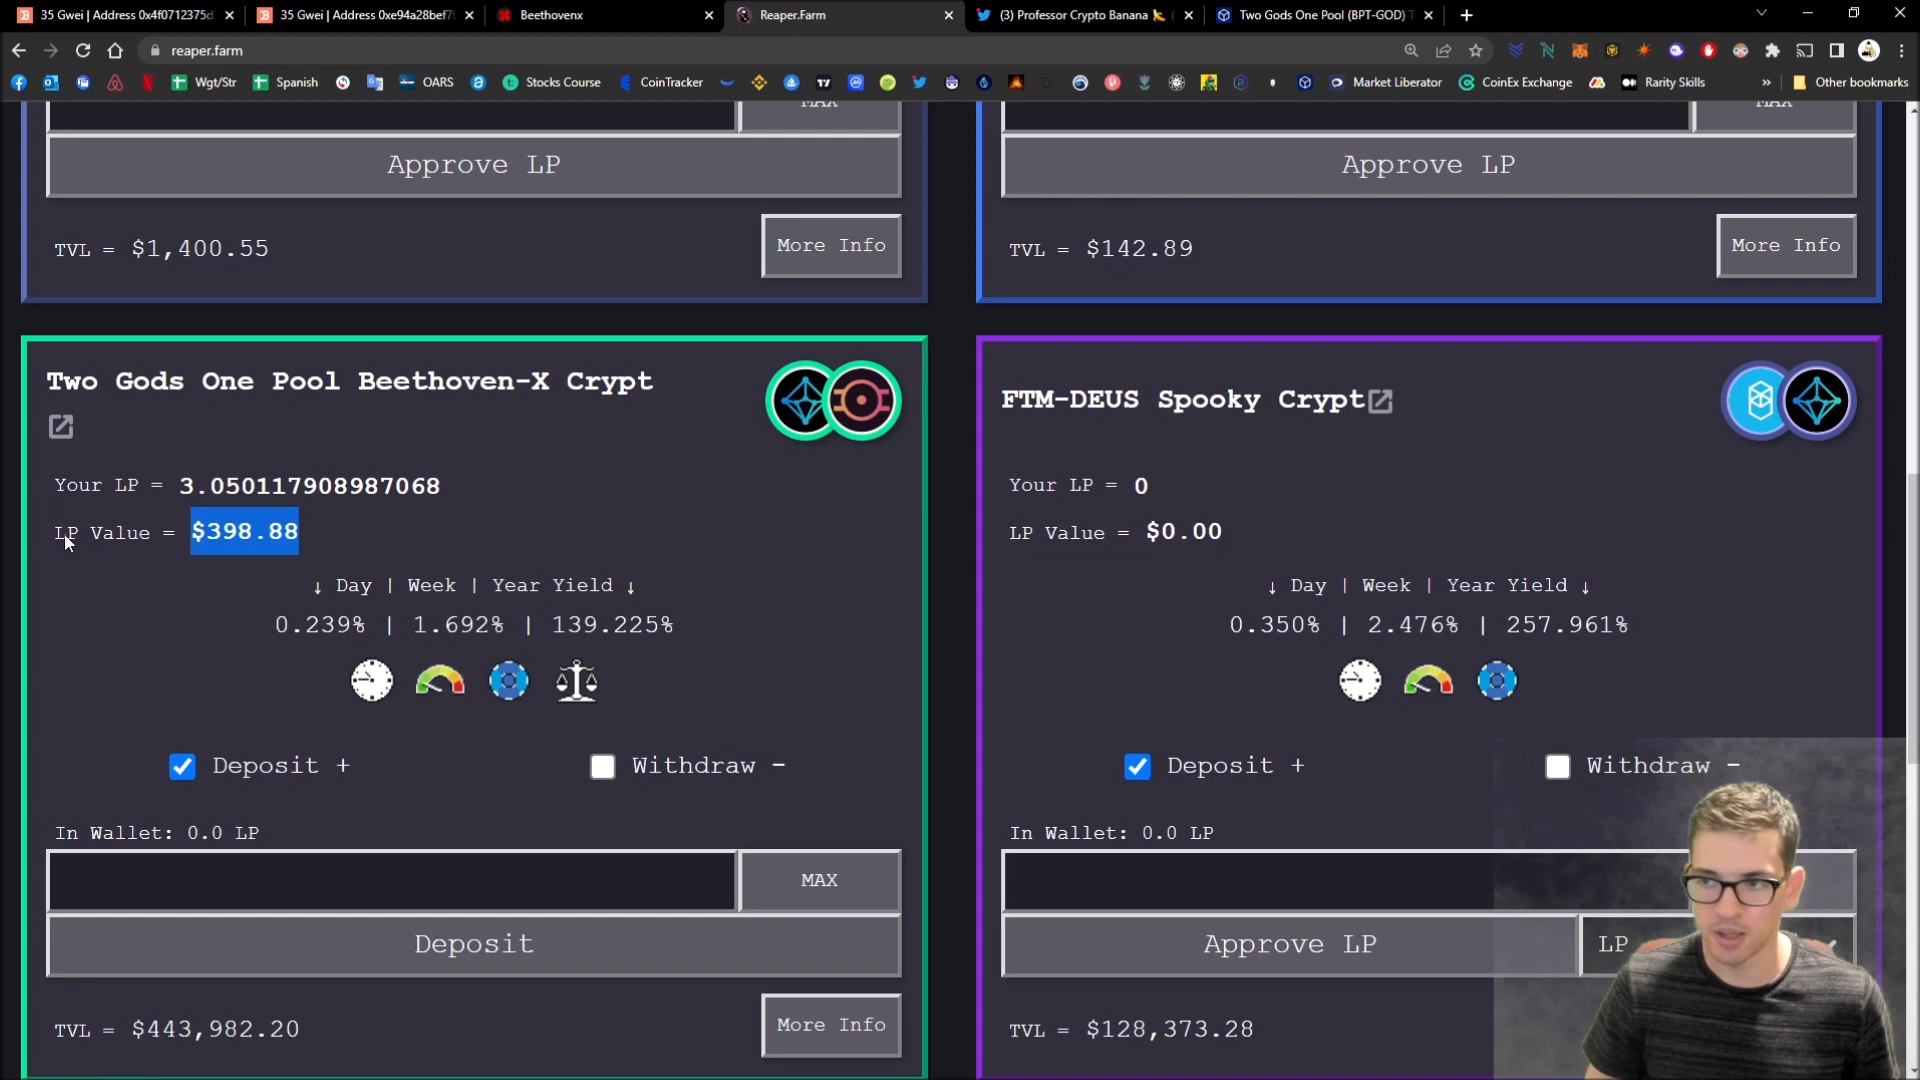 35 Gwei | Address 0x4f0712375d
35 Gwei | Address 0xe94a28bef7
Beethovenx
Reaper.Farm
(3) Professor Crypto Banana
Two Gods One Pool (BPT-GOD) T
reaper.farm
Wgt/Str
Spanish
OARS
Stocks Course
CoinTracker
Market Liberator
CoinEx Exchange
Rarity Skills
»
Other bookmarks
MAX
MAX
Approve LP
Approve LP
TVL = $1,400.55
More Info
TVL = $142.89
More Info
Two Gods One Pool Beethoven-X Crypt
Your LP = 3.050117908987068
LP Value = $398.88
↓ Day | Week | Year Yield ↓
0.239% | 1.692% | 139.225%
Deposit +
Withdraw -
In Wallet: 0.0 LP
MAX
Deposit
TVL = $443,982.20
More Info
FTM-DEUS Spooky Crypt
Your LP = 0
LP Value = $0.00
↓ Day | Week | Year Yield ↓
0.350% | 2.476% | 257.961%
Deposit +
Withdraw -
In Wallet: 0.0 LP
Approve LP
LP
TVL = $128,373.28